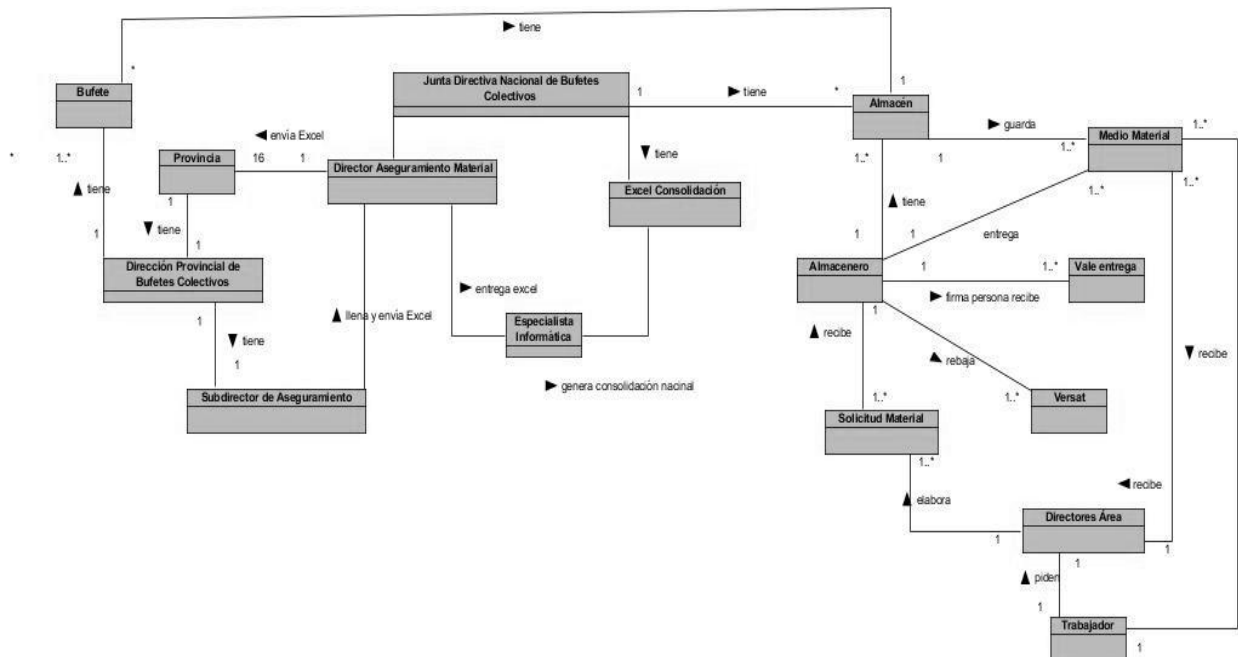 ► tiene
*
1
Bufete
Junta Directiva Nacional de Bufetes
Colectivos
1
► tiene
*
Almacén
◄ envía Excel
► guarda
1..*
Medio Material
*
1..*
Provincia
16
1
Director Aseguramiento Material
▼ tiene
1..*
1
1..*
▲ tiene
1
Excel Consolidación
1..*
1..*
▼ tiene
▲ tiene
1
1
1
1
entrega
Dirección Provincial de
Bufetes Colectivos
Almacenero
1
1..*
Vale entrega
► entrega excel
► firma persona recibe
1
▲ llena y envía Excel
Especialista
Informática
1
▼ tiene
▲ recibe
▼ recibe
1
► rebaja
► genera consolidación nacinal
Subdirector de Aseguramiento
1..*
1..*
Versat
Solicitud Material
1..*
◄ recibe
▲ elabora
Directores Área
1
1
1
▲ piden
1
Trabajador
1